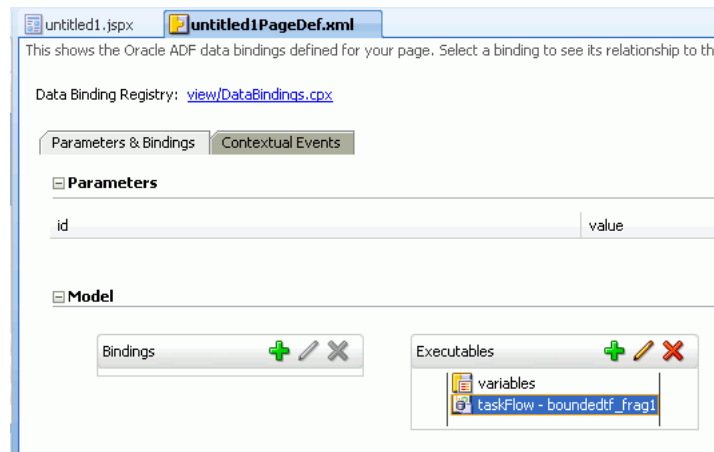 untitled1.jspx untitled1PageDef.xml
This shows the Oracle ADF data bindings defined for your page. Select a binding to see its relationship to th
Data Binding Registry: view/DataBindings.cpx
Parameters & Bindings Contextual Events
Parameters
id value
Model
Bindings Executables
variables
taskFlow - boundedtf_frag1